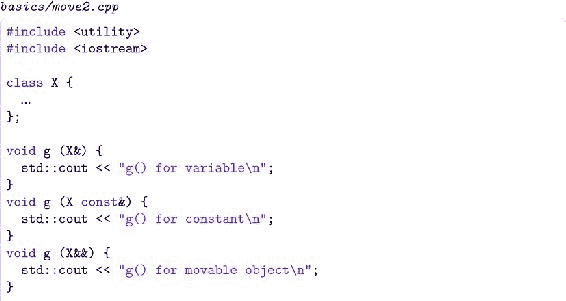 basics/move2.cpp
#include <utility>
#include <iostream>
class X {
...
};
void g (X&) {
std::cout << "g() for variable\n";
}
void g (X const&) {
std::cout << "g() for constant\n";
}
void g (X&&) {
std::cout << "g() for movable object\n";
}